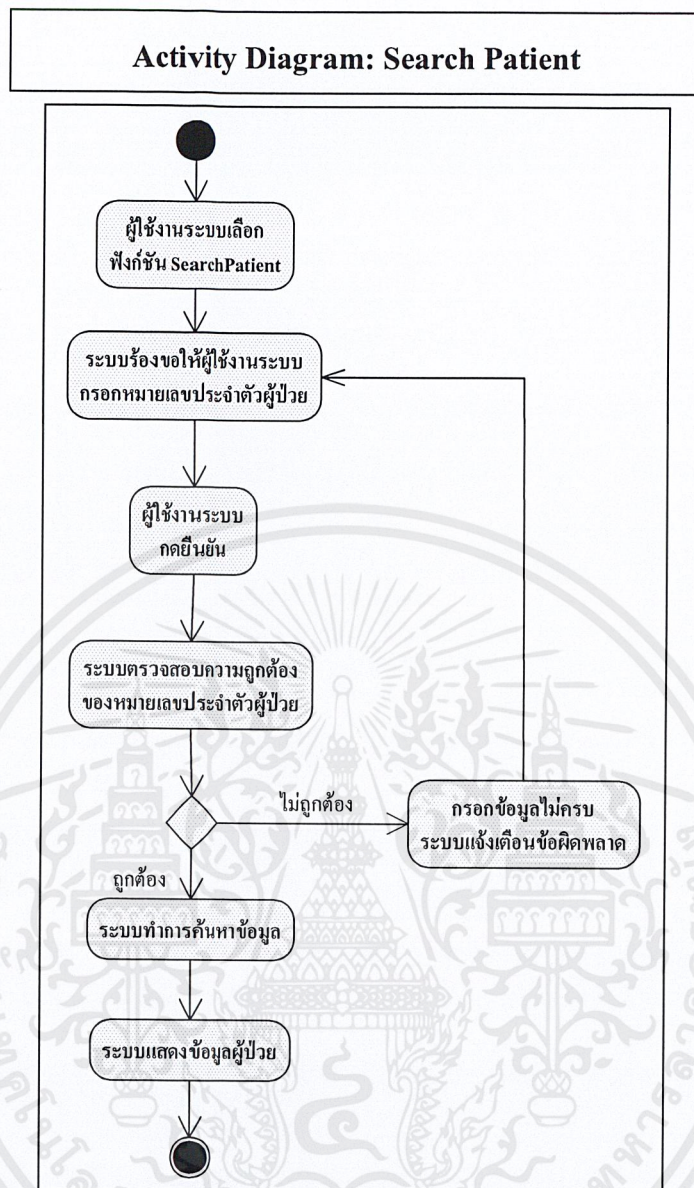 Activity Diagram: Search Patient
ผู้ใช้งานระบบเลือก
ฟังก์ชัน SearchPatient
ระบบร้องขอให้ผู้ใช้งานระบบ
กรอกหมายเลขประจำตัวผู้ป่วย
ผู้ใช้งานระบบ
กดยืนยัน
ระบบตรวจสอบความถูกต้อง
ของหมายเลขประจำตัวผู้ป่วย
ไม่ถูกต้อง
กรอกข้อมูลไม่ครบ
ระบบแจ้งเตือนข้อผิดพลาด
ถูกต้อง
ระบบทำการค้นหาข้อมูล
ระบบแสดงข้อมูลผู้ป่วย